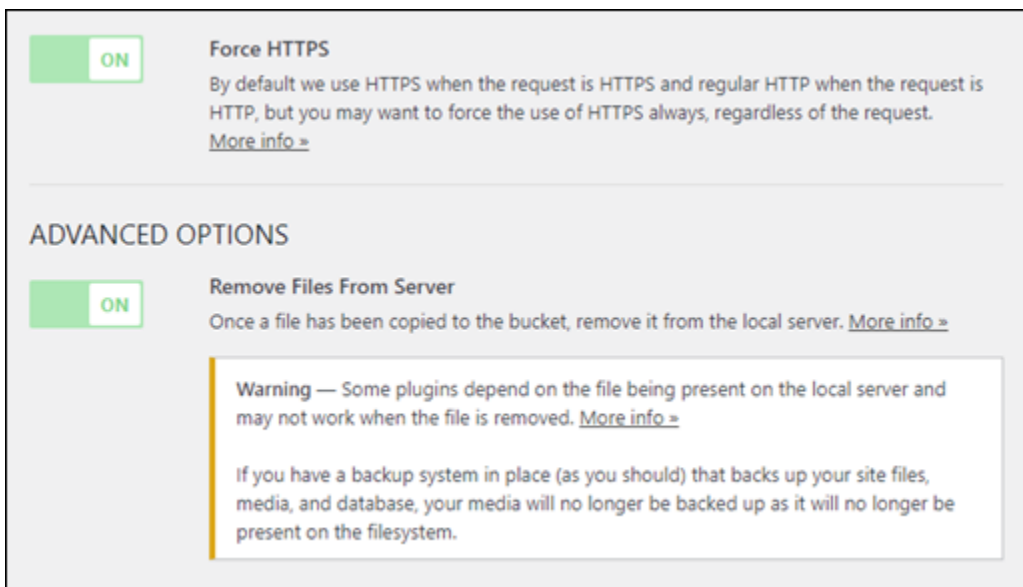 ON
Force HTTPS
By default we use HTTPS when the request is HTTPS and regular HTTP when the request is
HTTP, but you may want to force the use of HTTPS always, regardless of the request.
More info »
ADVANCED OPTIONS
ON
Remove Files From Server
Once a file has been copied to the bucket, remove it from the local server. More info »
Warning — Some plugins depend on the file being present on the local server and
may not work when the file is removed. More info »
If you have a backup system in place (as you should) that backs up your site files,
media, and database, your media will no longer be backed up as it will no longer be
present on the filesystem.